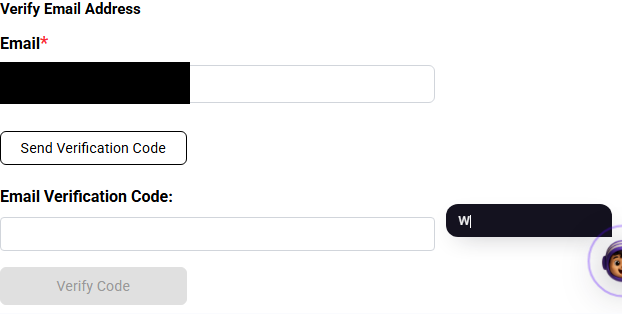 Verify Email Address
Email*
Send Verification Code
Email Verification Code:
W
Verify Code